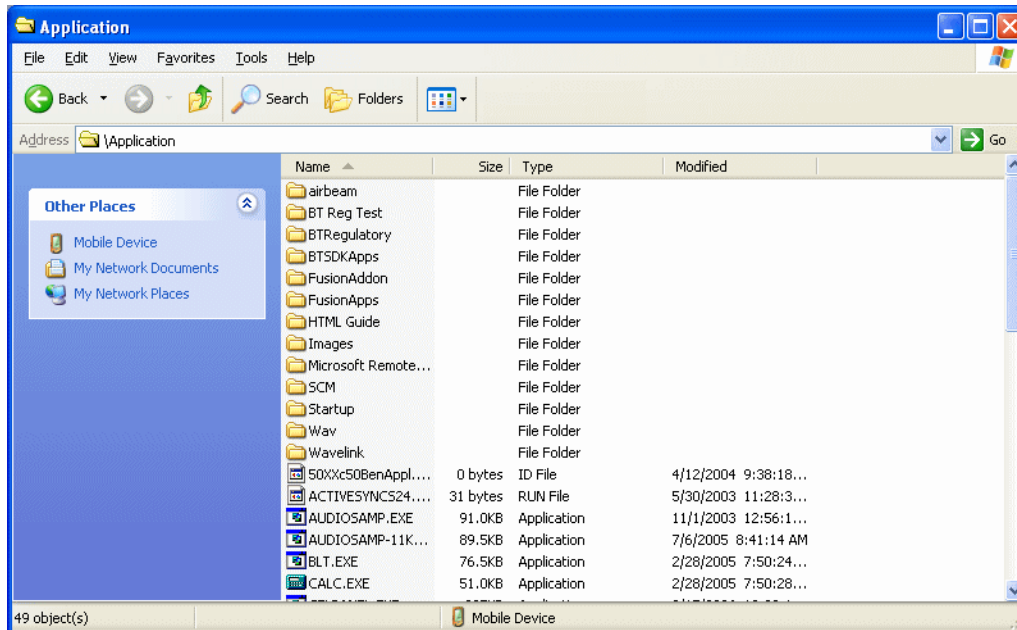 Application
File Edit View Favorites Tools Help
Back Search Folders
Address \Application Go
Name Size Type Modified
Other Places
Mobile Device
My Network Documents
My Network Places
airbeam File Folder
BT Reg Test File Folder
BTRegulatory File Folder
BTSDKApps File Folder
FusionAddon File Folder
FusionApps File Folder
HTML Guide File Folder
Images File Folder
Microsoft Remote... File Folder
SCM File Folder
Startup File Folder
Wav File Folder
Wavelink File Folder
50XXc50BenAppl.... 0 bytes ID File 4/12/2004 9:38:18...
ACTIVESYNCS24.... 31 bytes RUN File 5/30/2003 11:28:3...
AUDIOSAMP.EXE 91.0KB Application 11/1/2003 12:56:1...
AUDIOSAMP-11K... 89.5KB Application 7/6/2005 8:41:14 AM
BLT.EXE 76.5KB Application 2/28/2005 7:50:24...
CALC.EXE 51.0KB Application 2/28/2005 7:50:28...
49 object(s) Mobile Device